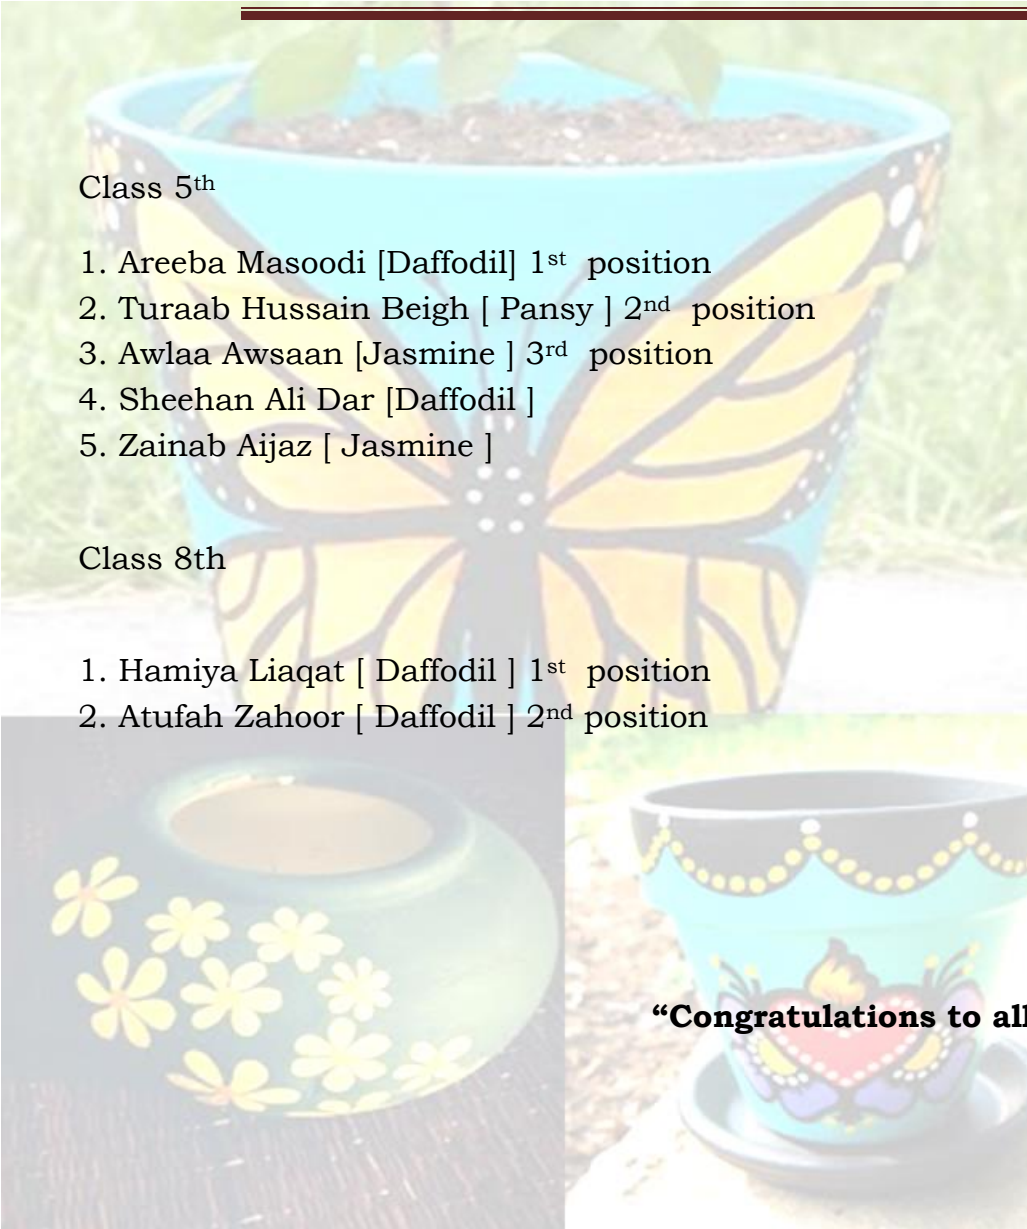 Class 5th
1. Areeba Masoodi [Daffodil] 1st position
2. Turaab Hussain Beigh [ Pansy ] 2nd position
3. Awlaa Awsaan [Jasmine ] 3rd position
4. Sheehan Ali Dar [Daffodil ]
5. Zainab Aijaz [ Jasmine ]
Class 8th
1. Hamiya Liaqat [ Daffodil ] 1st position
2. Atufah Zahoor [ Daffodil ] 2nd position
“Congratulations to all